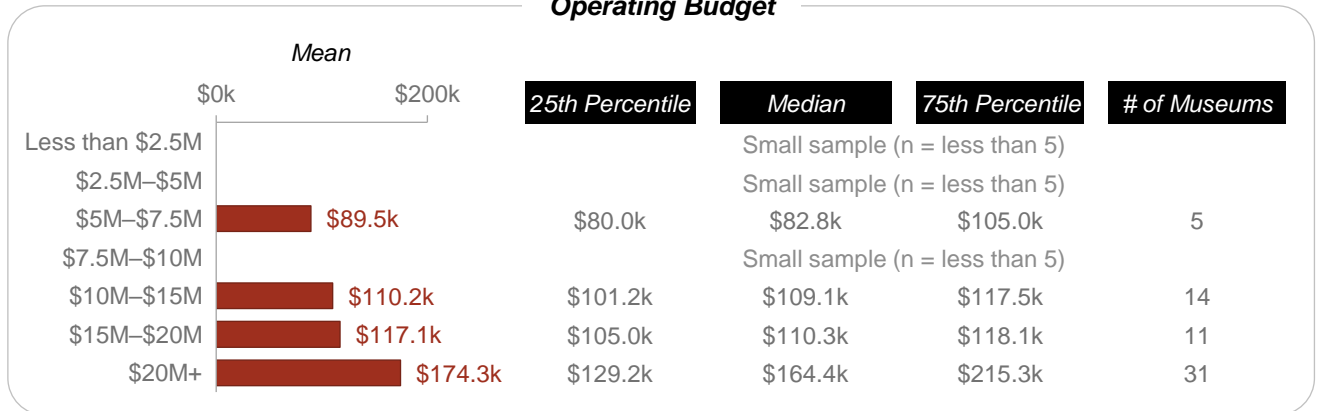 Operating Budget
Mean
$0k $200k 25th Percentile Median 75th Percentile # of Museums
Less than $2.5M Small sample (n = less than 5)
$2.5M–$5M Small sample (n = less than 5)
$5M–$7.5M $89.5k $80.0k $82.8k $105.0k 5
$7.5M–$10M Small sample (n = less than 5)
$10M–$15M $110.2k $101.2k $109.1k $117.5k 14
$15M–$20M $117.1k $105.0k $110.3k $118.1k 11
$20M+ $174.3k $129.2k $164.4k $215.3k 31